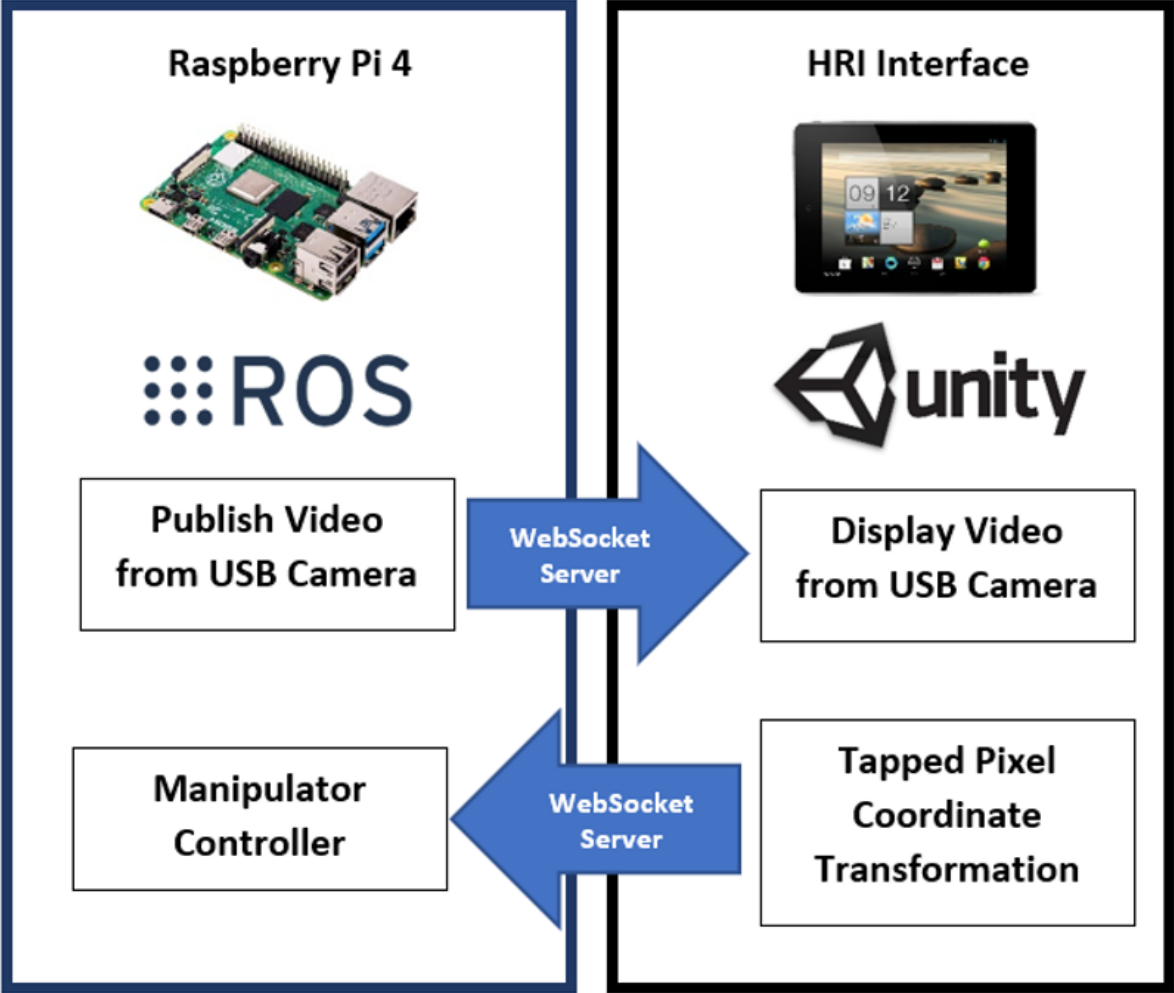 Raspberry Pi 4
HRI Interface
09 12
ROS
unity
Publish Video
from USB Camera
WebSocket
Server
Display Video
from USB Camera
Manipulator
Controller
WebSocket
Server
Tapped Pixel
Coordinate
Transformation